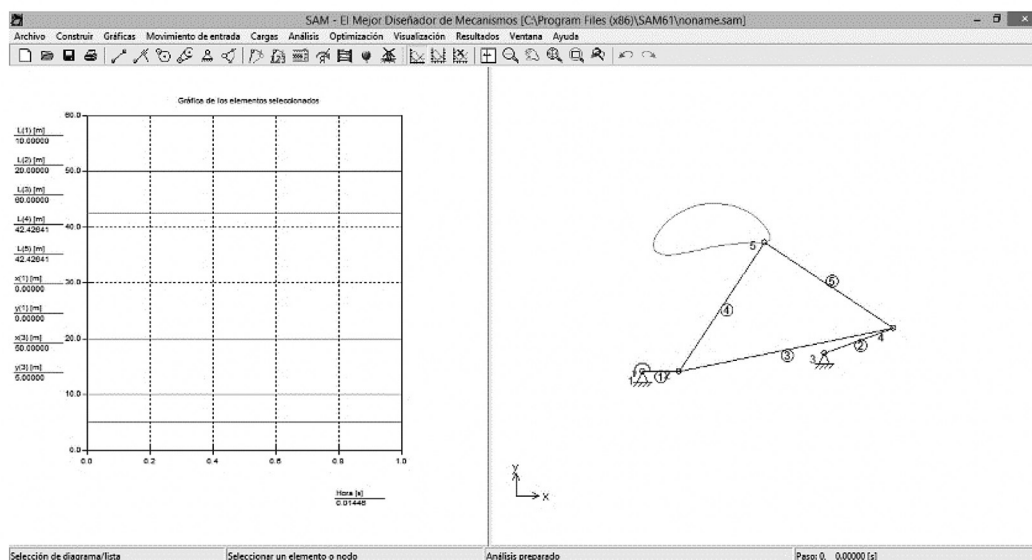 SAM - El Mejor Diseñador de Mecanismos [C:\Program Files (x86)\SAM61\noname.sam]
Archivo Construir Gráficas Movimiento de entrada Cargas Análisis Optimización Visualización Resultados Ventana Ayuda
Gráfica de los elementos seleccionados
L(1) [m]
10.00000
L(2) [m]
20.00000
L(3) [m]
60.00000
L(4) [m]
42.42641
L(5) [m]
42.42641
x(1) [m]
0.00000
y(1) [m]
0.00000
x(3) [m]
50.00000
y(3) [m]
5.00000
60.0
50.0
40.0
30.0
20.0
10.0
0.0
0.0 0.2 0.4 0.6 0.8 1.0
Hora [s]
0.01446
5
5
4
3
2
4
3
1
1
2
Y
X
Selección de diagrama/lista Seleccionar un elemento o nodo Análisis preparado Paso: 0, 0.00000 [s]